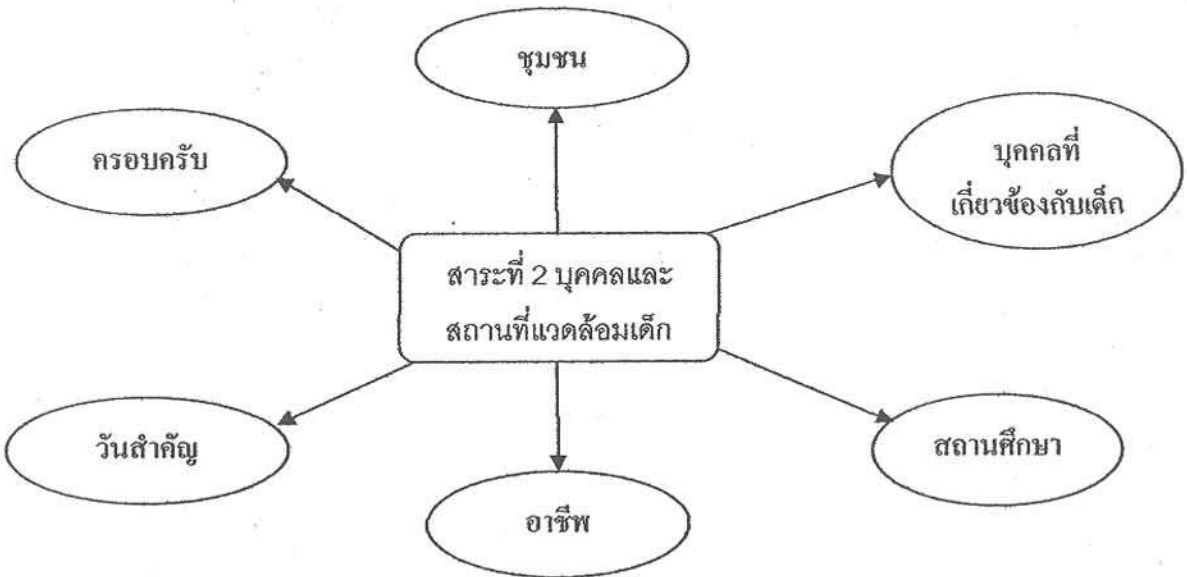 ชุมชน
ครอบครับ
บุคคลที่
เกี่ยวข้องกับเด็ก
สาระที่ 2 บุคคลและ
สถานที่แวดล้อมเด็ก
วันสำคัญ
สถานศึกษา
อาชีพ